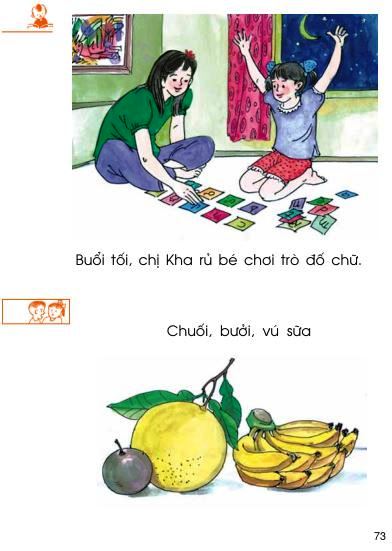 Buổi tối, chị Kha rủ bé chơi trò đố chữ.
Chuối, bưởi, vú sữa
73